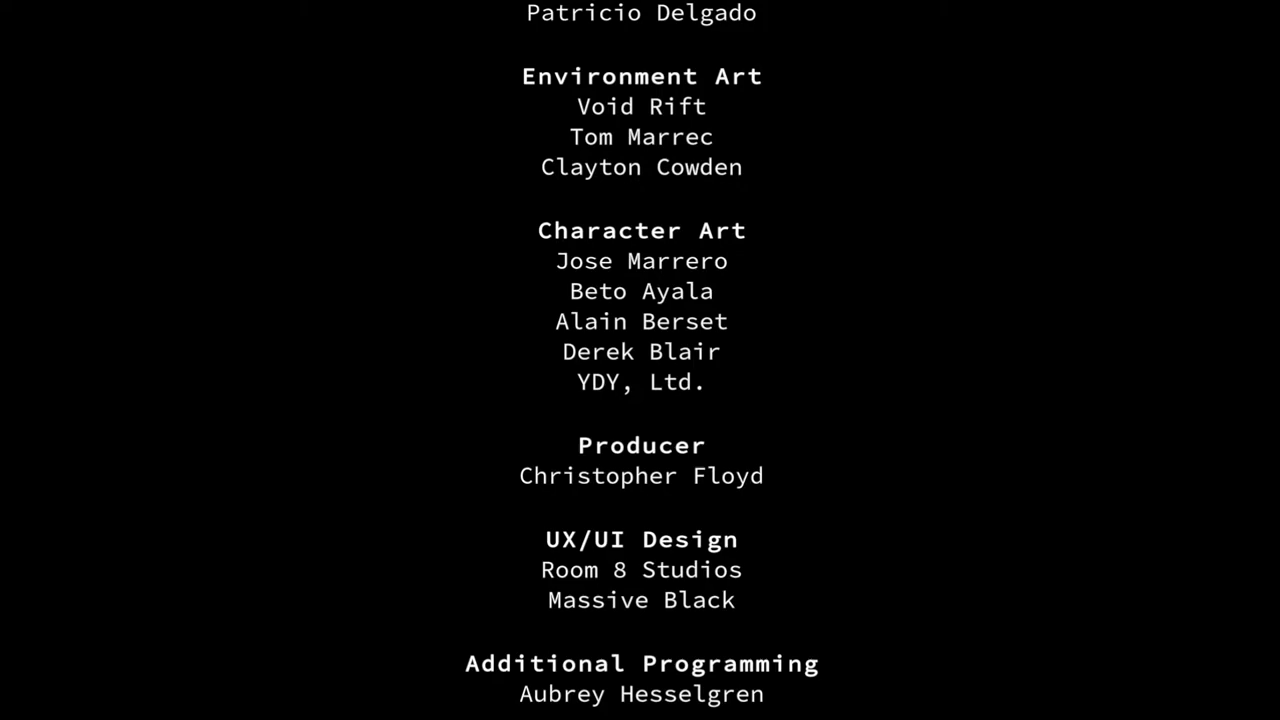 Patricio Delgado
Environment Art
Void Rift
Tom Marrec
Clayton Cowden
Character Art
Jose Marrero
Beto Ayala
Alain Berset
Derek Blair
YDY, Ltd.
Producer
Christopher Floyd
UX/UI Design
Room 8 Studios
Massive Black
Additional Programming
Aubrey Hesselgren